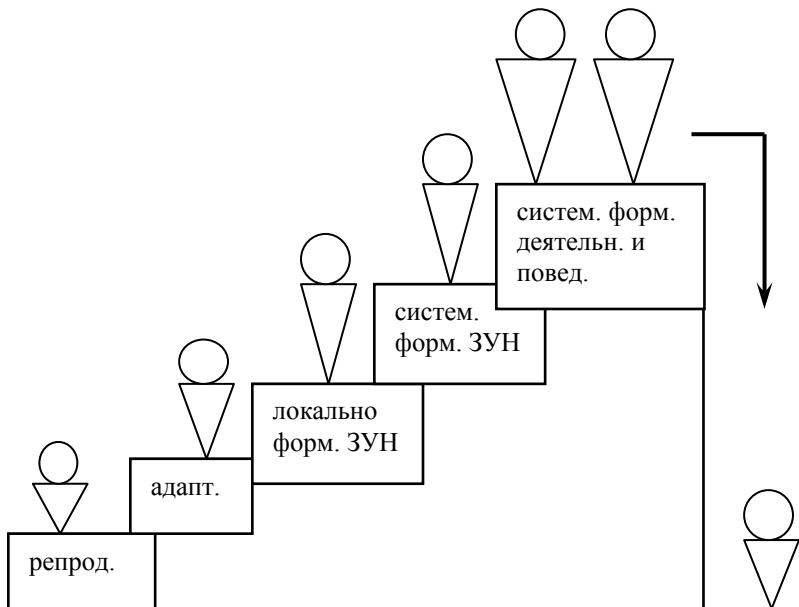 систем. форм.
деятельн. и
повед.
систем.
форм. ЗУН
локально
форм. ЗУН
адапт.
репрод.